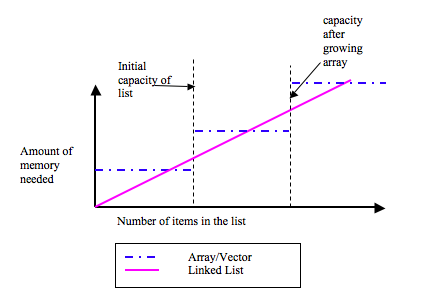 capacity
after
growing
array
Initial
capacity of
list
Amount of
memory
needed
Number of items in the list
Array/Vector
Linked List